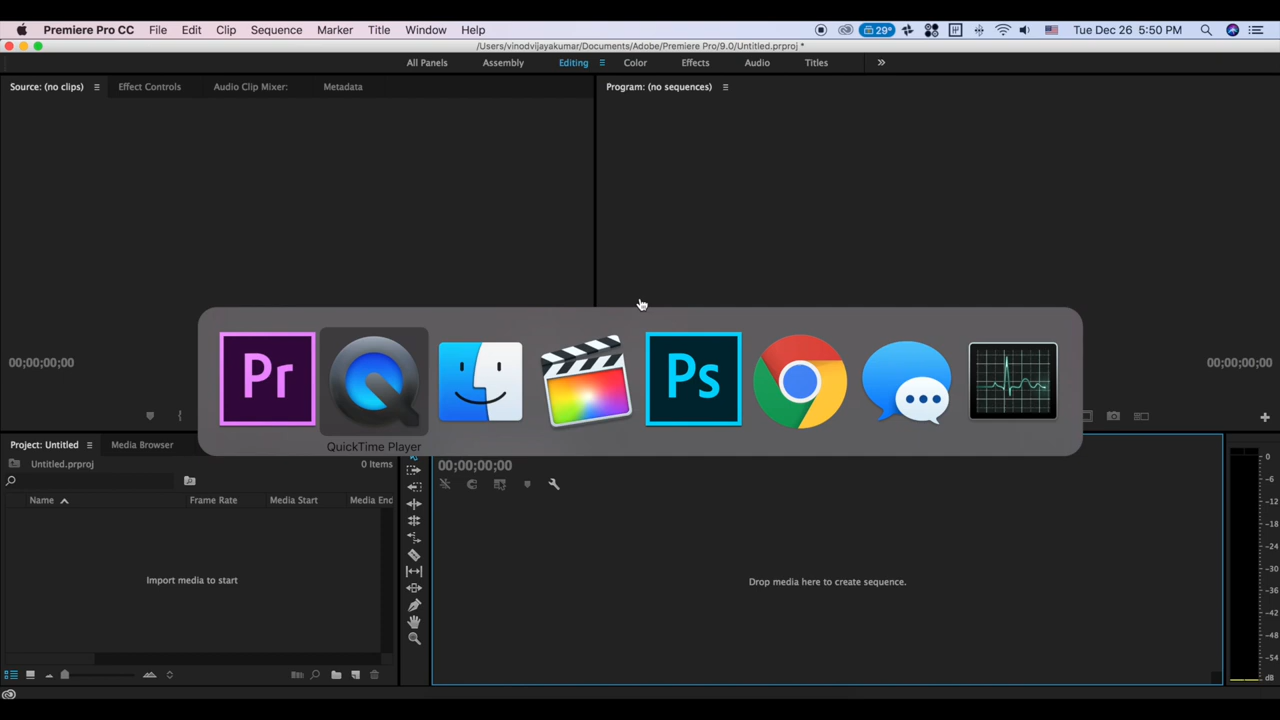 Premiere Pro CC File Edit Clip Sequence Marker Title Window Help 29° Tue Dec 26 5:50 PM
/Users/vinodvijayakumar/Documents/Adobe/Premiere Pro/9.0/Untitled.prproj *
All Panels Assembly Editing Color Effects Audio Titles
Source: (no clips) Effect Controls Audio Clip Mixer: Metadata Program: (no sequences)
00;00;00;00 00;00;00;00
Pr Ps
QuickTime Player
Project: Untitled Media Browser
Untitled.prproj 0 Items 00;00;00;00
Name Frame Rate Media Start Media End
Import media to start
Drop media here to create sequence.
0
-6
-12
-18
-24
-30
-36
-42
-48
-54
dB